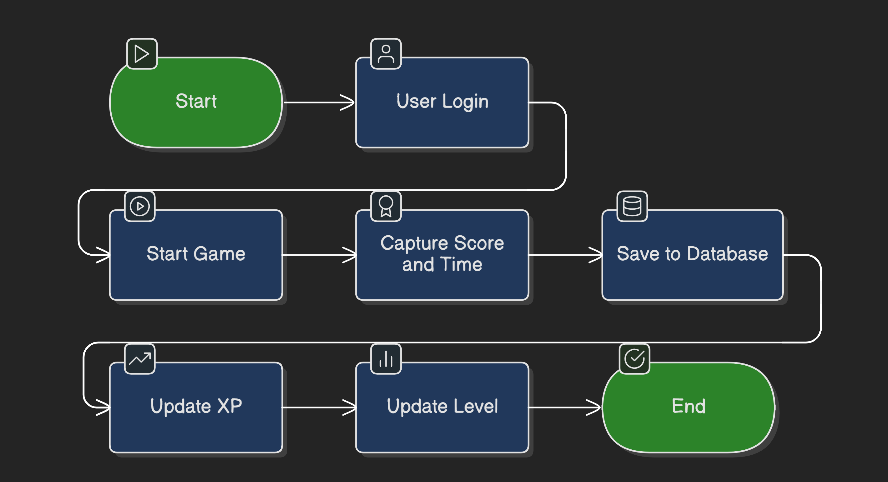 Start
User Login
Start Game
Capture Score
and Time
Save to Database
Update XP
Update Level
End